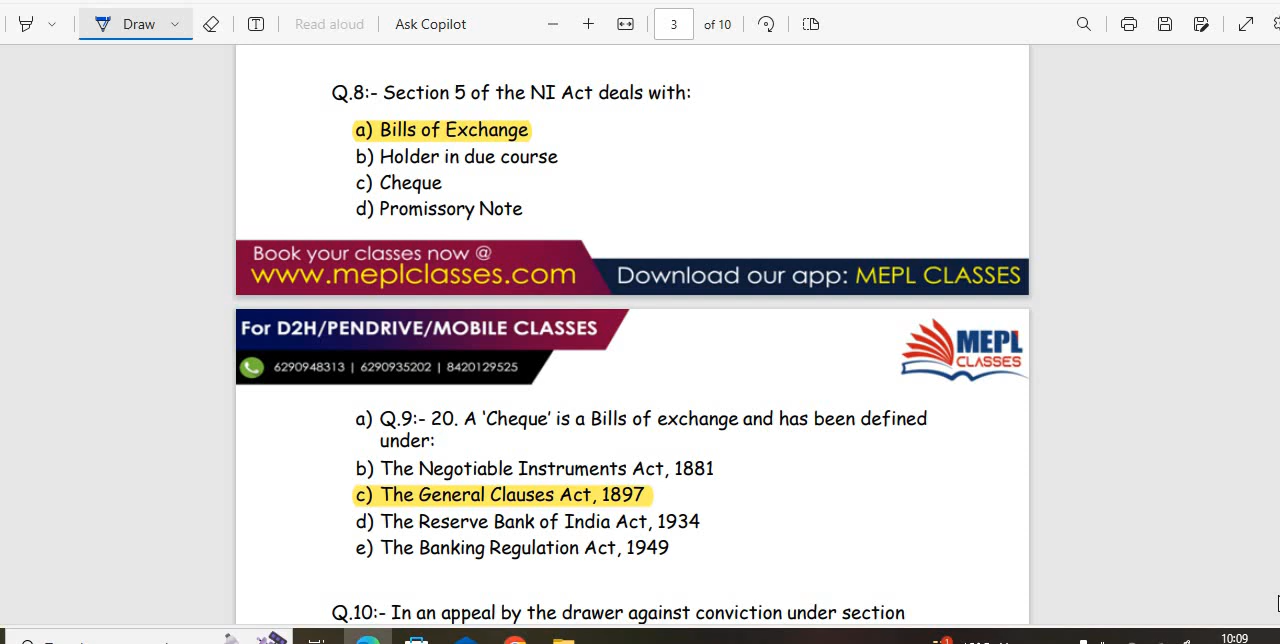 Draw
Read aloud
Ask Copilot
3
of 10
Q.8:- Section 5 of the NI Act deals with:
a) Bills of Exchange
b) Holder in due course
c) Cheque
d) Promissory Note
Book your classes now @
www.meplclasses.com
Download our app: MEPL CLASSES
For D2H/PENDRIVE/MOBILE CLASSES
6290948313 | 6290935202 | 8420129525
MEPL
CLASSES
a) Q.9:- 20. A ‘Cheque’ is a Bills of exchange and has been defined
under:
b) The Negotiable Instruments Act, 1881
c) The General Clauses Act, 1897
d) The Reserve Bank of India Act, 1934
e) The Banking Regulation Act, 1949
Q.10:- In an appeal by the drawer against conviction under section
10:09